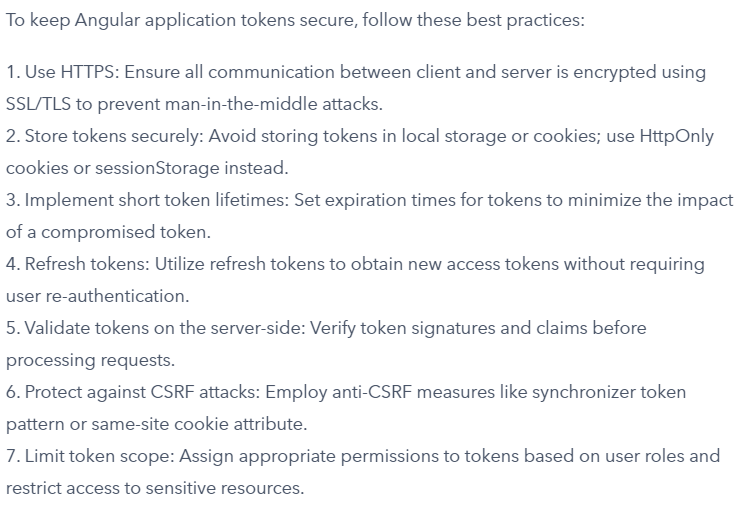 To keep Angular application tokens secure, follow these best practices:
1. Use HTTPS: Ensure all communication between client and server is encrypted using
SSL/TLS to prevent man-in-the-middle attacks.
2. Store tokens securely: Avoid storing tokens in local storage or cookies; use HttpOnly
cookies or sessionStorage instead.
3. Implement short token lifetimes: Set expiration times for tokens to minimize the impact
of a compromised token.
4. Refresh tokens: Utilize refresh tokens to obtain new access tokens without requiring
user re-authentication.
5. Validate tokens on the server-side: Verify token signatures and claims before
processing requests.
6. Protect against CSRF attacks: Employ anti-CSRF measures like synchronizer token
pattern or same-site cookie attribute.
7. Limit token scope: Assign appropriate permissions to tokens based on user roles and
restrict access to sensitive resources.